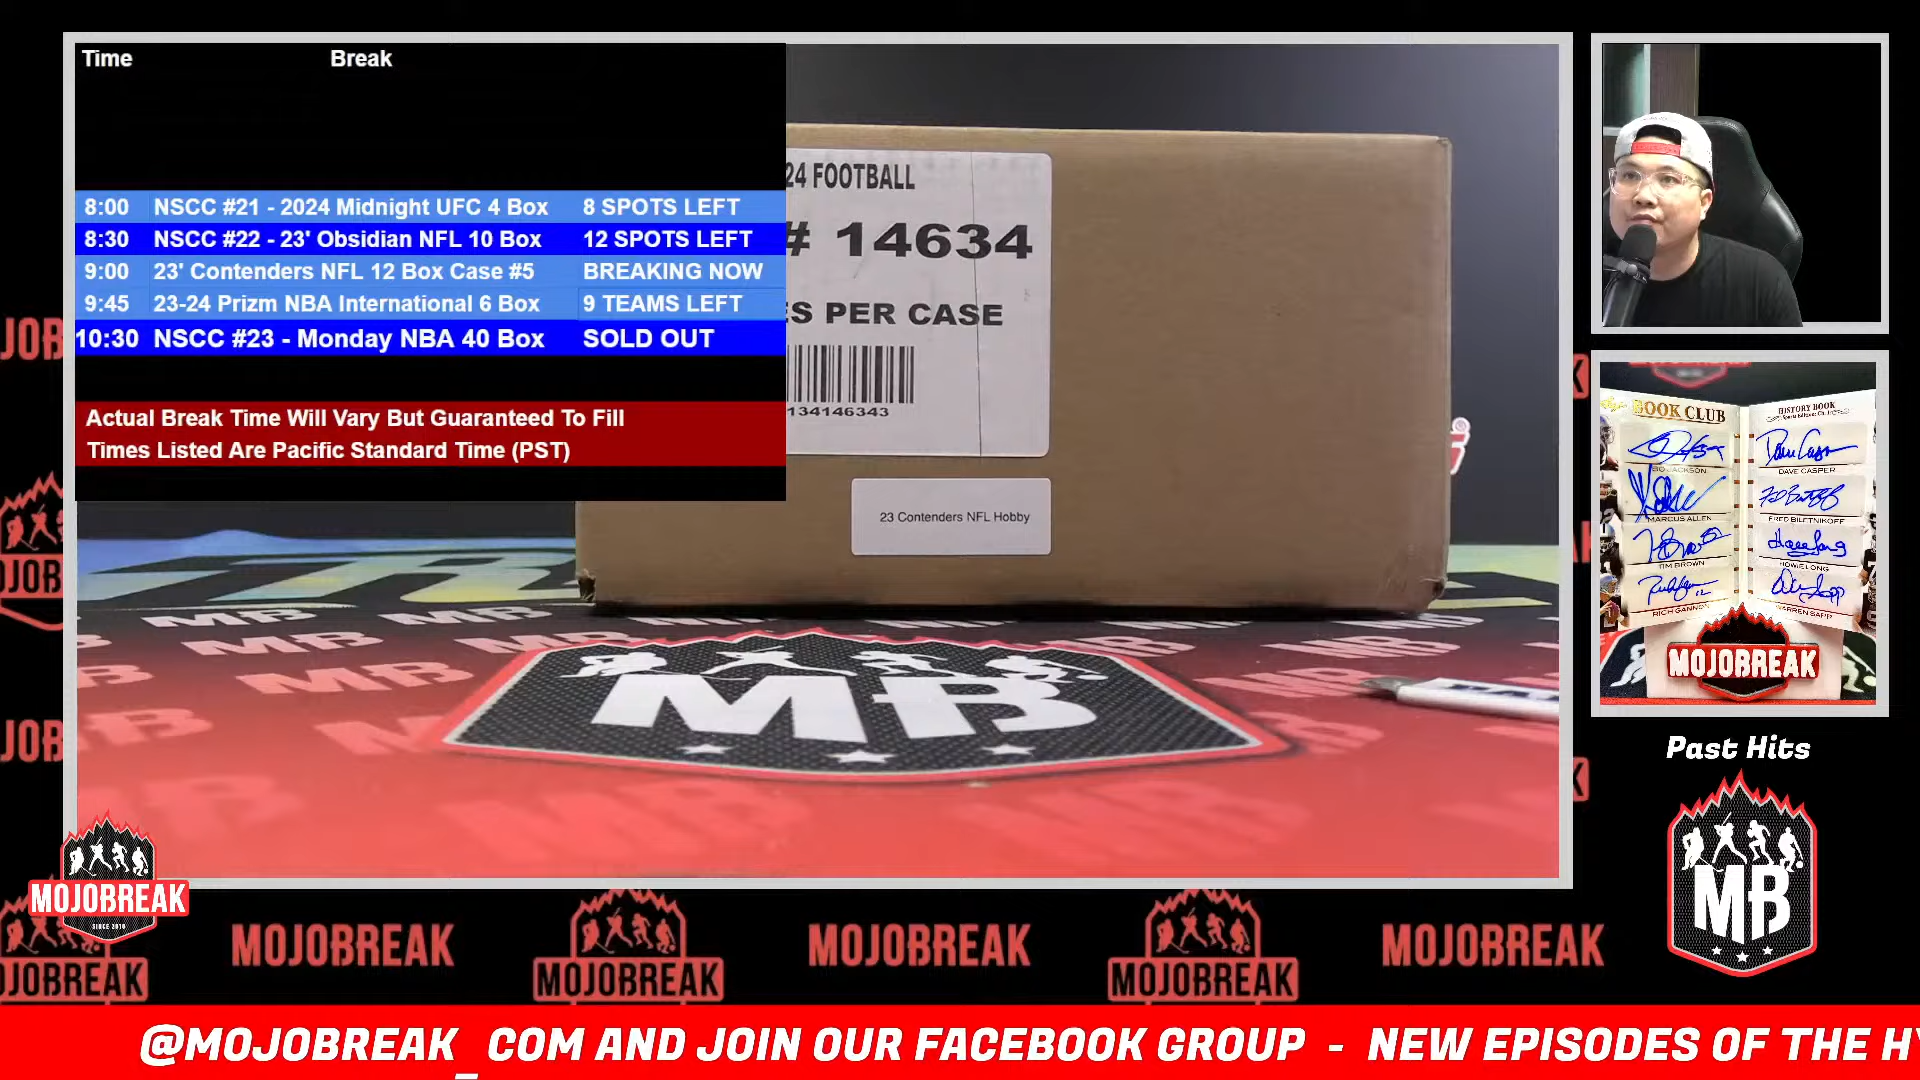 Time Break
8:00 NSCC #21 - 2024 Midnight UFC 4 Box 8 SPOTS LEFT
8:30 NSCC #22 - 23' Obsidian NFL 10 Box 12 SPOTS LEFT
9:00 23' Contenders NFL 12 Box Case #5 BREAKING NOW
9:45 23-24 Prizm NBA International 6 Box 9 TEAMS LEFT
10:30 NSCC #23 - Monday NBA 40 Box SOLD OUT
Actual Break Time Will Vary But Guaranteed To Fill
Times Listed Are Pacific Standard Time (PST)
24 FOOTBALL
# 14634
S PER CASE
134146343
23 Contenders NFL Hobby
MB
BOOK CLUB
HISTORY BOOK
BO JACKSON
DAVE CASPER
MARCUS ALLEN
FRED BILETNIKOFF
TIM BROWN
HOWIE LONG
RICH GANNON
WARREN SAPP
MOJOBREAK
Past Hits
MB
MOJOBREAK
SINCE 2010
MOJOBREAK
MOJOBREAK
MOJOBREAK
MOJOBREAK
MOJOBREAK
@MOJOBREAK_COM AND JOIN OUR FACEBOOK GROUP - NEW EPISODES OF THE